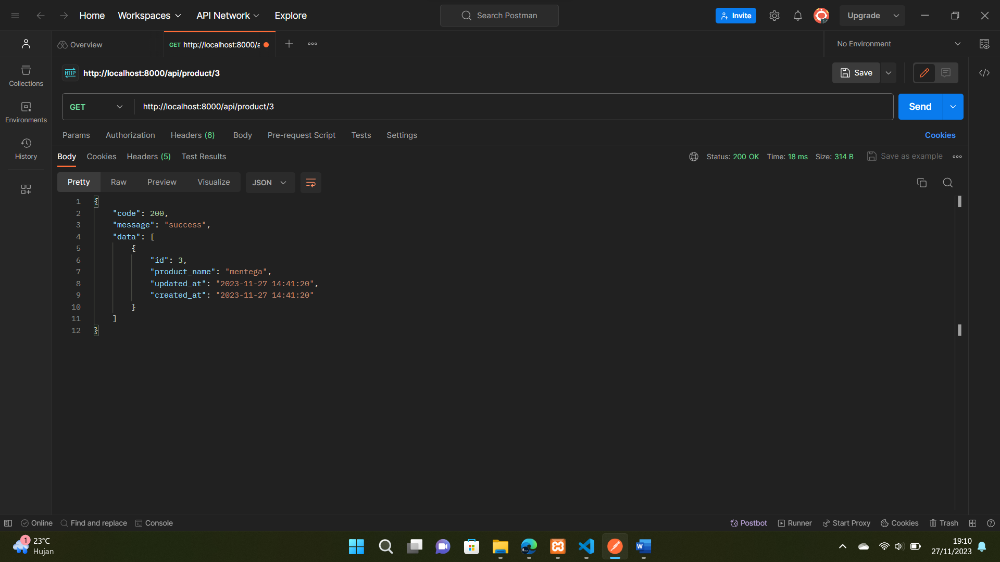 Home Workspaces API Network Explore Search Postman Invite Upgrade
Overview GET http://localhost:8000/a No Environment
HTTP http://localhost:8000/api/product/3 Save
Collections
Environments
History
GET http://localhost:8000/api/product/3 Send
Params Authorization Headers (6) Body Pre-request Script Tests Settings Cookies
Body Cookies Headers (5) Test Results Status: 200 OK Time: 18 ms Size: 314 B Save as example
Pretty Raw Preview Visualize JSON
1 {
2 "code": 200,
3 "message": "success",
4 "data": [
5 {
6 "id": 3,
7 "product_name": "mentega",
8 "updated_at": "2023-11-27 14:41:20",
9 "created_at": "2023-11-27 14:41:20"
10 }
11 ]
12 }
Online Find and replace Console Postbot Runner Start Proxy Cookies Trash
1 23°C
Hujan
19:10
27/11/2023